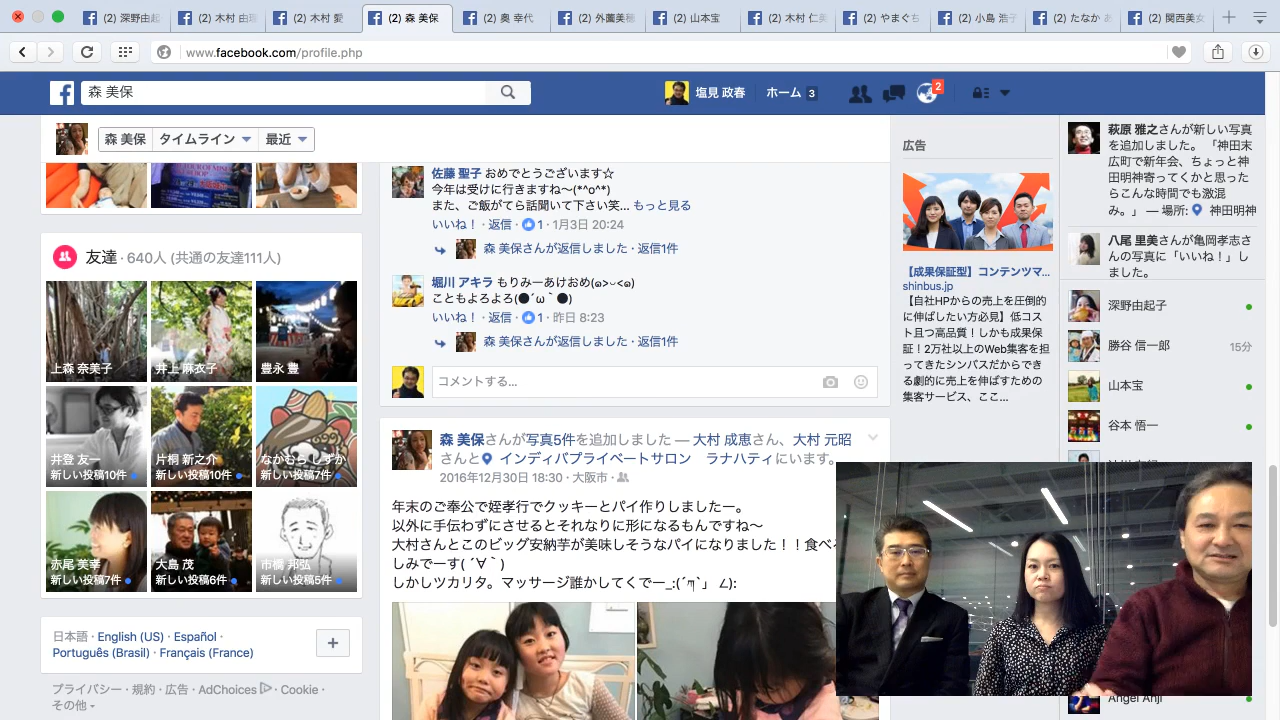 (2) 深野由起
(2) 木村 由
(2) 木村 愛
(2) 森 美保
(2) 奥 幸代
(2) 外薗美穂
(2) 山本宝
(2) 木村 仁美
(2) やまぐち
(2) 小島 浩子
(2) たなか
(2) 関西美女
www.facebook.com/profile.php
森 美保
塩見 政春
ホーム 3
2
森 美保
タイムライン
最近
友達 · 640人 (共通の友達111人)
上森 奈美子
井上 麻衣子
豊永 豊
井登 友一
新しい投稿10件
片桐 新之介
新しい投稿10件
なかむら しずか
新しい投稿7件
赤尾 美幸
新しい投稿7件
大島 茂
新しい投稿6件
市橋 邦弘
新しい投稿5件
日本語 · English (US) · Español ·
Português (Brasil) · Français (France)
プライバシー · 規約 · 広告 · AdChoices · Cookie ·
その他
佐藤 聖子 おめでとうございます☆
今年は受けに行きますね〜(*^o^*)
また、ご飯がてら話聞いて下さい笑... もっと見る
いいね！ · 返信 · 1 · 1月3日 20:24
森 美保さんが返信しました · 返信1件
堀川 アキラ もりみーあけおめ(๑>◡<๑)
こともよろよろ(●´ω｀●)
いいね！ · 返信 · 1 · 昨日 8:23
森 美保さんが返信しました · 返信1件
コメントする...
森 美保さんが写真5件を追加しました — 大村 成恵さん、大村 元昭
さんと インディバプライベートサロン ラナハティにいます。
2016年12月30日 18:30 · 大阪市 ·
年末のご奉公で姪孝行でクッキーとパイ作りしましたー。
以外に手伝わずにさせるとそれなりに形になるもんですね〜
大村さんとこのビッグ安納芋が美味しそうなパイになりました！！食べ
しみでーす( ´∀｀)
しかしツカリタ。マッサージ誰かしてくでー_:(´ཀ`」 ∠):
広告
【成果保証型】コンテンツマ...
shinbus.jp
【自社HPからの売上を圧倒的
に伸ばしたい方必見】低コ
スト且つ高品質！しかも成果保
証！2万社以上のWeb集客を担
ってきたシンバスだからでき
る劇的に売上を伸ばすための
集客サービス、ここ...
萩原 雅之さんが新しい写真
を追加しました。 「神田末
広町で新年会、ちょっと神
田明神寄ってくかと思った
らこんな時間でも激混
み。」 — 場所: 神田明神
八尾 里美さんが亀岡孝志さ
んの写真に「いいね！」し
ました。
深野由起子
勝谷 信一郎 15分
山本宝
谷本 悟一
Angel Anji